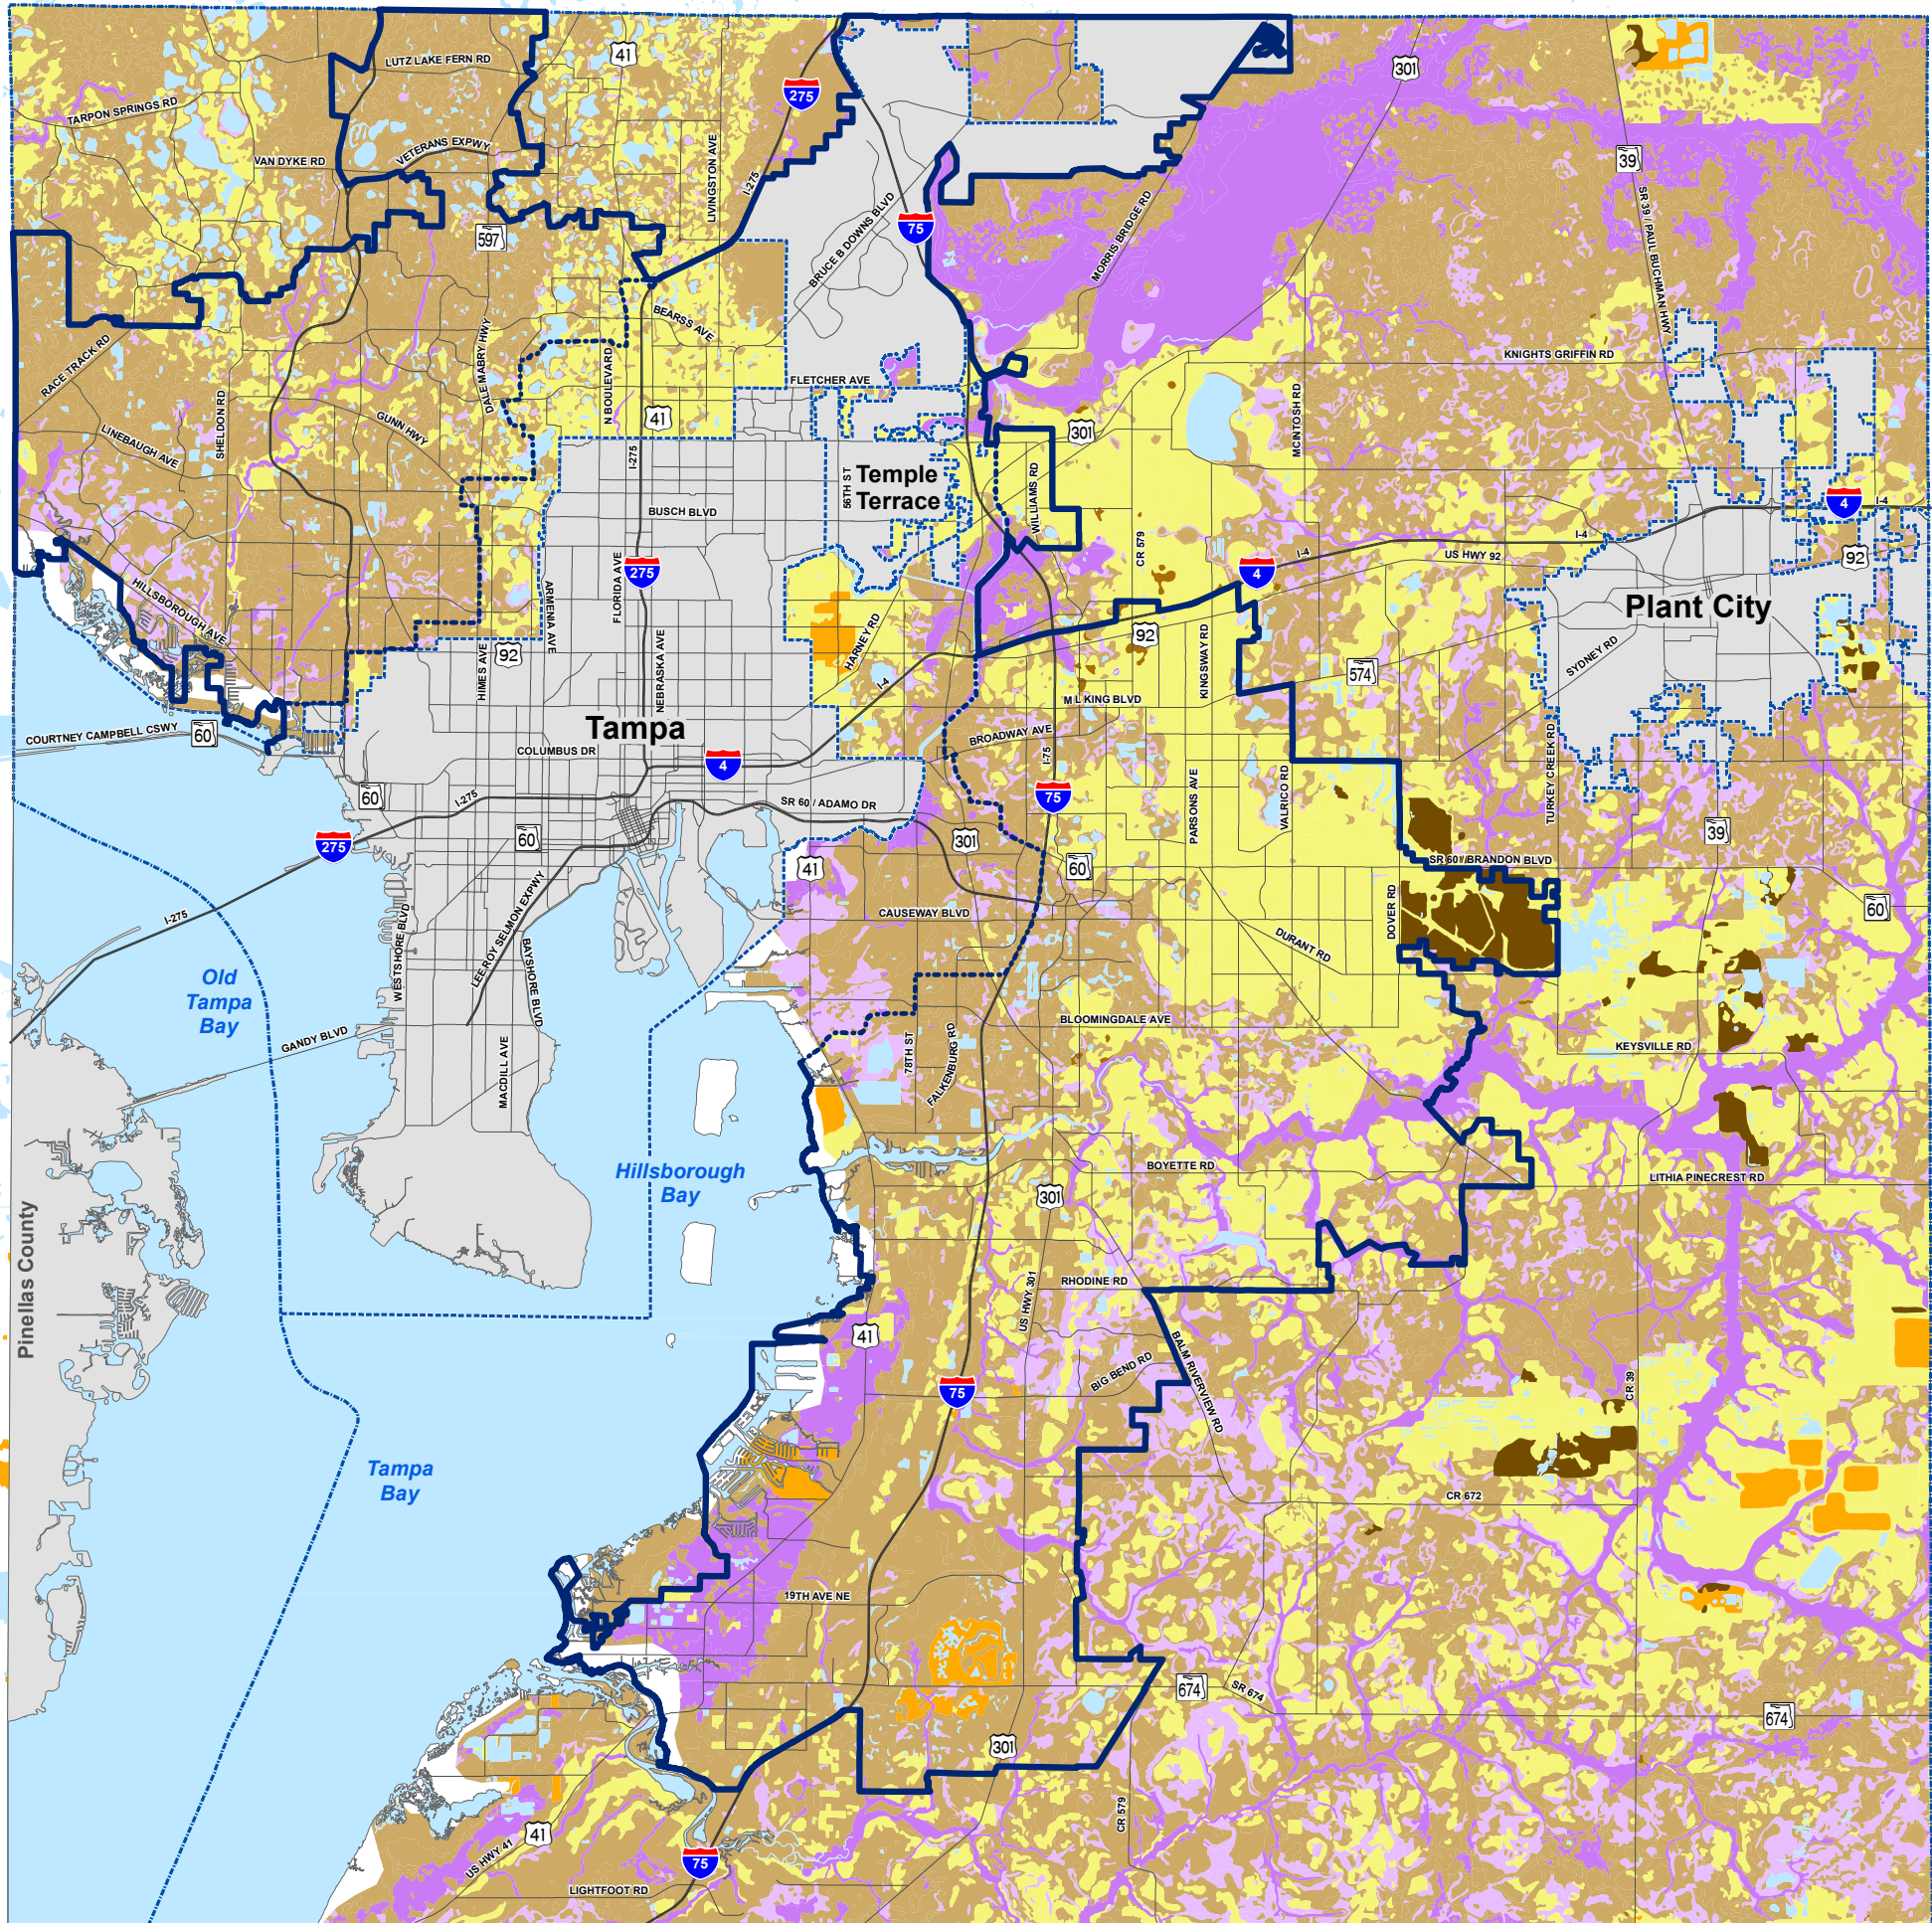 LUTZ LAKE FERN RD
41
301
275
TARPON SPRINGS RD
VETERANS EXPWY
VAN DYKE RD
LIVINGSTON AVE
I-275
39
SR 39 / PAUL BUCHMAN HWY
597
75
BRUCE B DOWNS BLVD
MORRIS BRIDGE RD
BEARSS AVE
RACE TRACK RD
DALE MABRY HWY
N BOULEVARD
KNIGHTS GRIFFIN RD
FLETCHER AVE
SHELDON RD
GUNN HWY
41
301
MCINTOSH RD
LINEBAUGH AVE
I-275
56TH ST
Temple
Terrace
WILLIAMS RD
4
I-4
BUSCH BLVD
CR 579
I-4
I-4
US HWY 92
92
HILLSBOROUGH AVE
ARMENIA AVE
FLORIDA AVE
275
4
Plant City
92
HIMES AVE
NEBRASKA AVE
HARNEY RD
I-4
92
KINGSWAY RD
574
SYDNEY RD
M L KING BLVD
COURTNEY CAMPBELL CSWY
60
Tampa
COLUMBUS DR
4
BROADWAY AVE
I-75
TURKEY CREEK RD
60
I-275
SR 60 / ADAMO DR
75
PARSONS AVE
VALRICO RD
275
60
301
39
41
60
SR 60 / BRANDON BLVD
I-275
WESTSHORE BLVD
LEE ROY SELMON EXPWY
BAYSHORE BLVD
CAUSEWAY BLVD
DURANT RD
DOVER RD
60
Old
Tampa
Bay
GANDY BLVD
MACDILL AVE
78TH ST
FALKENBURG RD
BLOOMINGDALE AVE
KEYSVILLE RD
Hillsborough
Bay
BOYETTE RD
301
LITHIA PINECREST RD
Pinellas County
RHODINE RD
US HWY 301
41
BALM RIVERVIEW RD
BIG BEND RD
75
CR 39
Tampa
Bay
CR 672
19TH AVE NE
674
SR 674
674
301
CR 579
41
US HWY 41
75
LIGHTFOOT RD